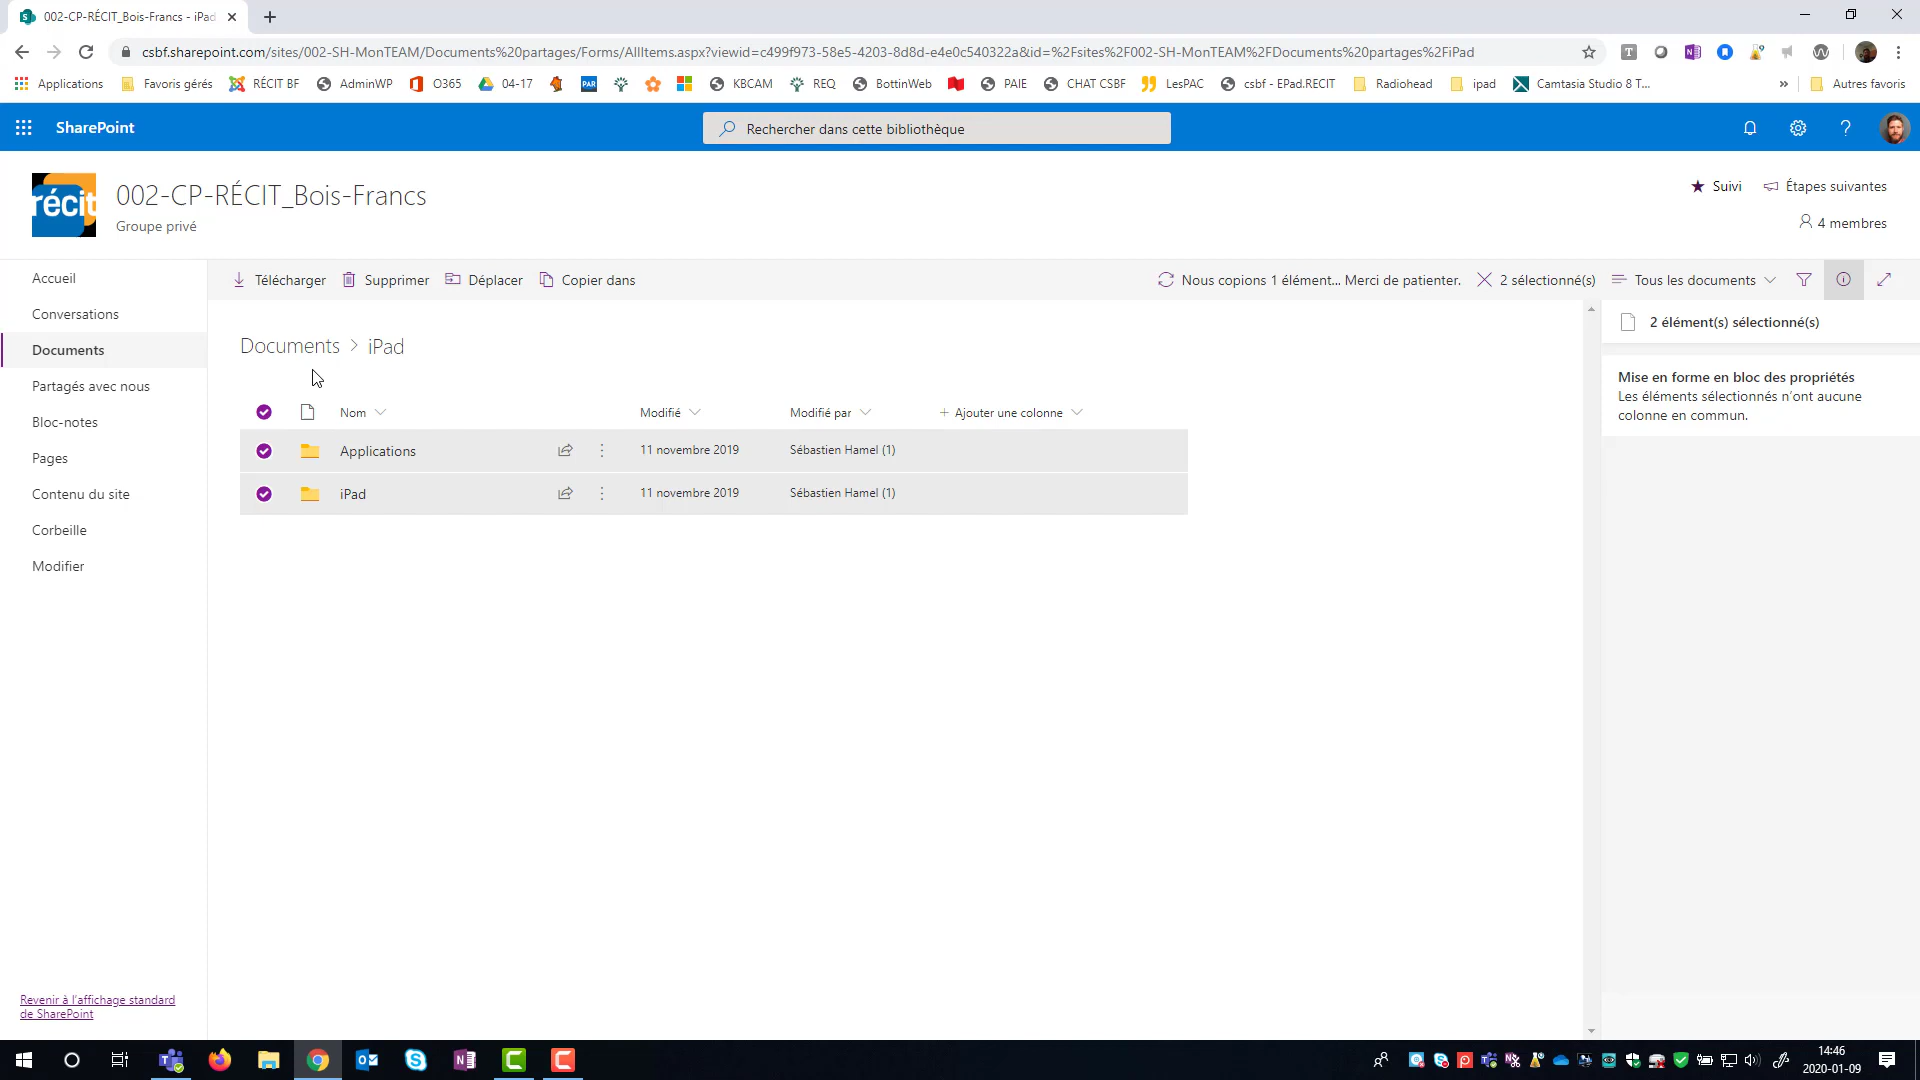 002-CP-RÉCIT_Bois-Francs - iPad
csbf.sharepoint.com/sites/002-SH-MonTEAM/Documents%20partages/Forms/AllItems.aspx?viewid=c499f973-58e5-4203-8d8d-e4e0c540322a&id=%2Fsites%2F002-SH-MonTEAM%2FDocuments%20partages%2FiPad
Applications Favoris gérés RÉCIT BF AdminWP O365 04-17 PAR KBCAM REQ BottinWeb PAIE CHAT CSBF LesPAC csbf - EPad.RECIT Radiohead ipad Camtasia Studio 8 T... » Autres favoris
SharePoint
Rechercher dans cette bibliothèque
récit
002-CP-RÉCIT_Bois-Francs
Groupe privé
Suivi Étapes suivantes
4 membres
Accueil
Conversations
Documents
Partagés avec nous
Bloc-notes
Pages
Contenu du site
Corbeille
Modifier
Revenir à l'affichage standard
de SharePoint
Télécharger Supprimer Déplacer Copier dans Nous copions 1 élément... Merci de patienter. 2 sélectionné(s) Tous les documents
Documents > iPad
Nom Modifié Modifié par + Ajouter une colonne
Applications 11 novembre 2019 Sébastien Hamel (1)
iPad 11 novembre 2019 Sébastien Hamel (1)
2 élément(s) sélectionné(s)
Mise en forme en bloc des propriétés
Les éléments sélectionnés n'ont aucune
colonne en commun.
14:46
2020-01-09